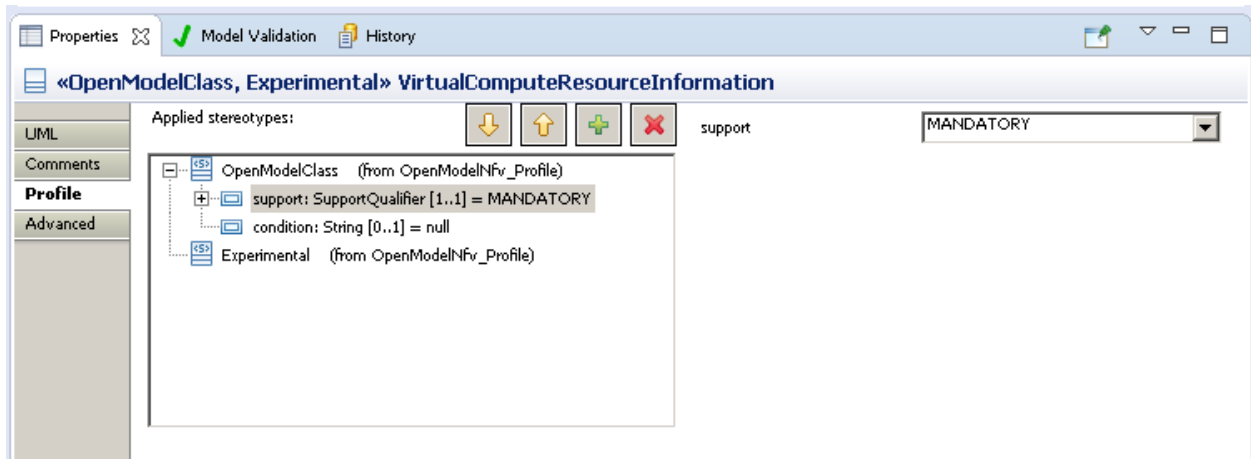 Properties Model Validation History
«OpenModelClass, Experimental» VirtualComputeResourceInformation
UML
Comments
Profile
Advanced
Applied stereotypes:
<S> OpenModelClass (from OpenModelNfv_Profile)
support: SupportQualifier [1..1] = MANDATORY
condition: String [0..1] = null
<S> Experimental (from OpenModelNfv_Profile)
support MANDATORY